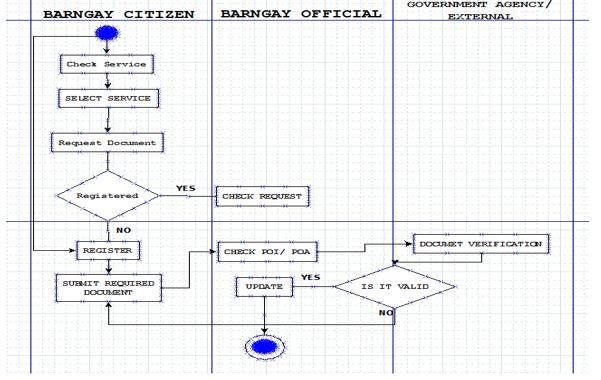 BARNGAY CITIZEN
BARNGAY OFFICIAL
GOVERNMENT AGENCY/
EXTERNAL
Check Service
SELECT SERVICE
Request Document
Registered
YES
CHECK REQUEST
NO
REGISTER
CHECK POI/ POA
DOCUMET VERIFICATION
SUBMIT REQUIRED
DOCUMENT
UPDATE
YES
IS IT VALID
NO